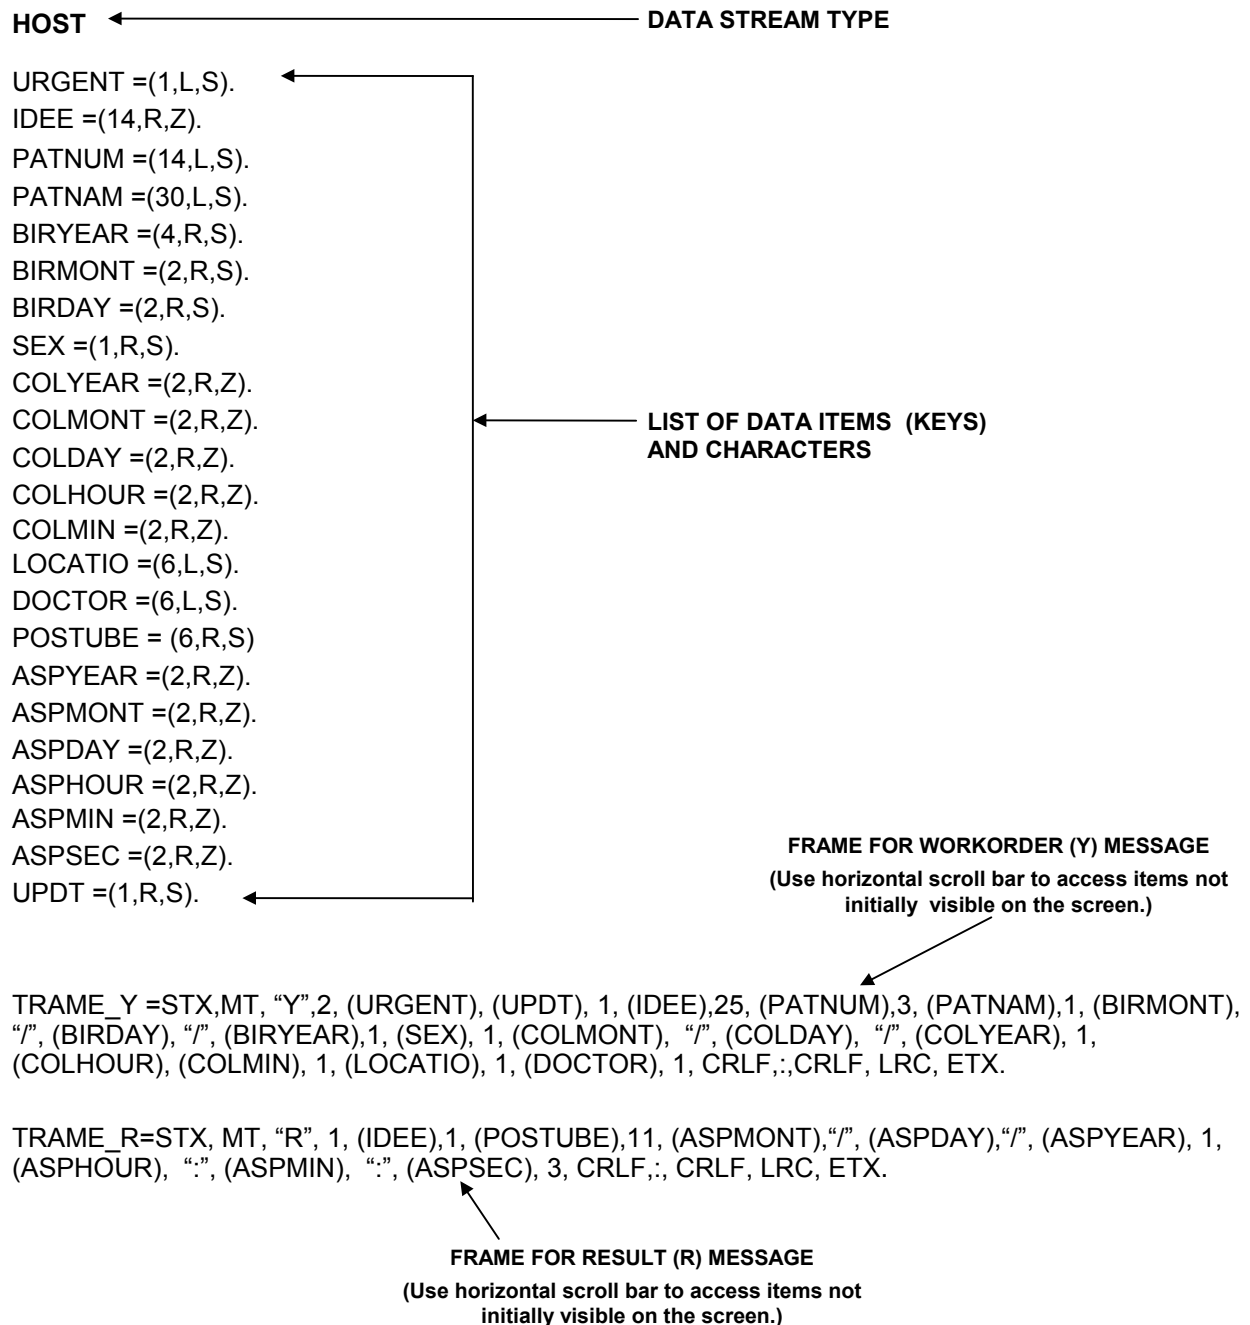 HOST
DATA STREAM TYPE
URGENT =(1,L,S).
IDEE =(14,R,Z).
PATNUM =(14,L,S).
PATNAM =(30,L,S).
BIRYEAR =(4,R,S).
BIRMONT =(2,R,S).
BIRDAY =(2,R,S).
SEX =(1,R,S).
COLYEAR =(2,R,Z).
COLMONT =(2,R,Z).
COLDAY =(2,R,Z).
COLHOUR =(2,R,Z).
COLMIN =(2,R,Z).
LOCATIO =(6,L,S).
DOCTOR =(6,L,S).
POSTUBE = (6,R,S)
ASPYEAR =(2,R,Z).
ASPMONT =(2,R,Z).
ASPDAY =(2,R,Z).
ASPHOUR =(2,R,Z).
ASPMIN =(2,R,Z).
ASPSEC =(2,R,Z).
UPDT =(1,R,S).
LIST OF DATA ITEMS (KEYS)
AND CHARACTERS
FRAME FOR WORKORDER (Y) MESSAGE
(Use horizontal scroll bar to access items not
initially visible on the screen.)
TRAME_Y =STX,MT, “Y”,2, (URGENT), (UPDT), 1, (IDEE),25, (PATNUM),3, (PATNAM),1, (BIRMONT),
“/”, (BIRDAY), “/”, (BIRYEAR),1, (SEX), 1, (COLMONT), “/”, (COLDAY), “/”, (COLYEAR), 1,
(COLHOUR), (COLMIN), 1, (LOCATIO), 1, (DOCTOR), 1, CRLF,:,CRLF, LRC, ETX.
TRAME_R=STX, MT, “R”, 1, (IDEE),1, (POSTUBE),11, (ASPMONT),“/”, (ASPDAY),“/”, (ASPYEAR), 1,
(ASPHOUR), “:”, (ASPMIN), “:”, (ASPSEC), 3, CRLF,:, CRLF, LRC, ETX.
FRAME FOR RESULT (R) MESSAGE
(Use horizontal scroll bar to access items not
initially visible on the screen.)